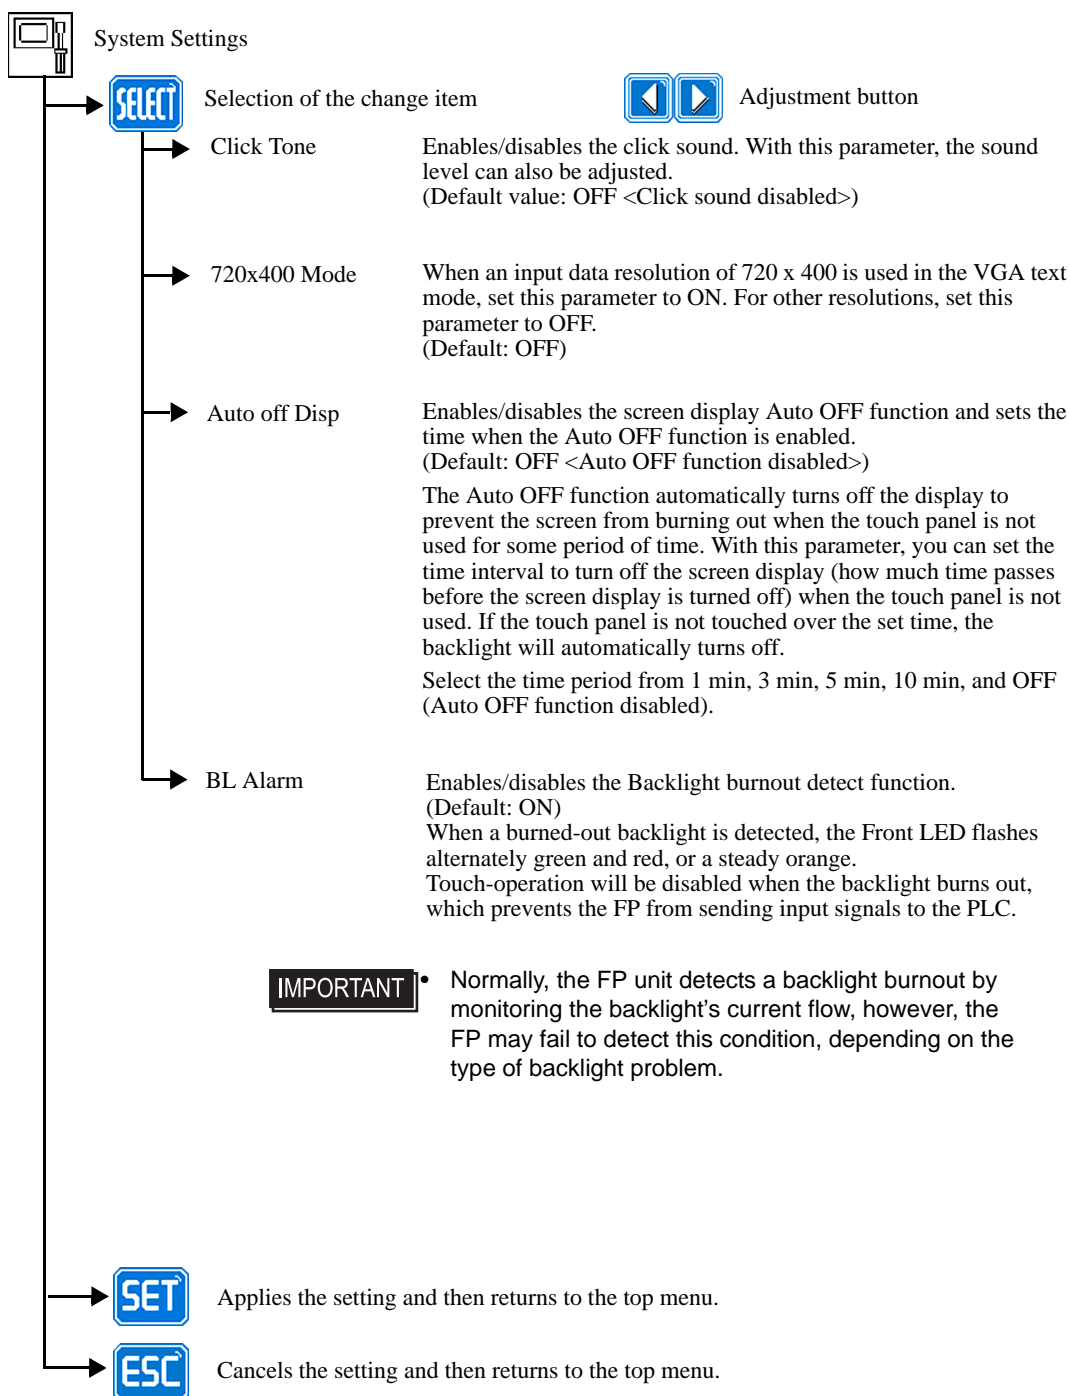 System Settings
SELECT Selection of the change item Adjustment button
Click Tone Enables/disables the click sound. With this parameter, the sound
level can also be adjusted.
(Default value: OFF <Click sound disabled>)
720x400 Mode When an input data resolution of 720 x 400 is used in the VGA text
mode, set this parameter to ON. For other resolutions, set this
parameter to OFF.
(Default: OFF)
Auto off Disp Enables/disables the screen display Auto OFF function and sets the
time when the Auto OFF function is enabled.
(Default: OFF <Auto OFF function disabled>)
The Auto OFF function automatically turns off the display to
prevent the screen from burning out when the touch panel is not
used for some period of time. With this parameter, you can set the
time interval to turn off the screen display (how much time passes
before the screen display is turned off) when the touch panel is not
used. If the touch panel is not touched over the set time, the
backlight will automatically turns off.
Select the time period from 1 min, 3 min, 5 min, 10 min, and OFF
(Auto OFF function disabled).
BL Alarm Enables/disables the Backlight burnout detect function.
(Default: ON)
When a burned-out backlight is detected, the Front LED flashes
alternately green and red, or a steady orange.
Touch-operation will be disabled when the backlight burns out,
which prevents the FP from sending input signals to the PLC.
IMPORTANT • Normally, the FP unit detects a backlight burnout by
monitoring the backlight's current flow, however, the
FP may fail to detect this condition, depending on the
type of backlight problem.
SET Applies the setting and then returns to the top menu.
ESC Cancels the setting and then returns to the top menu.